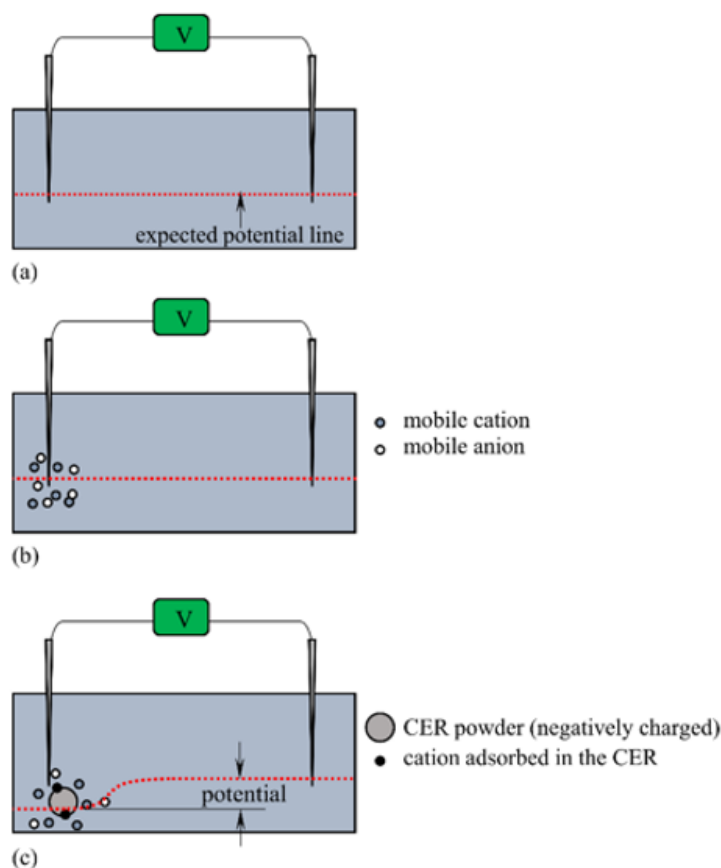 V
expected potential line
(a)
V
mobile cation
mobile anion
(b)
V
CER powder (negatively charged)
cation adsorbed in the CER
potential
(c)